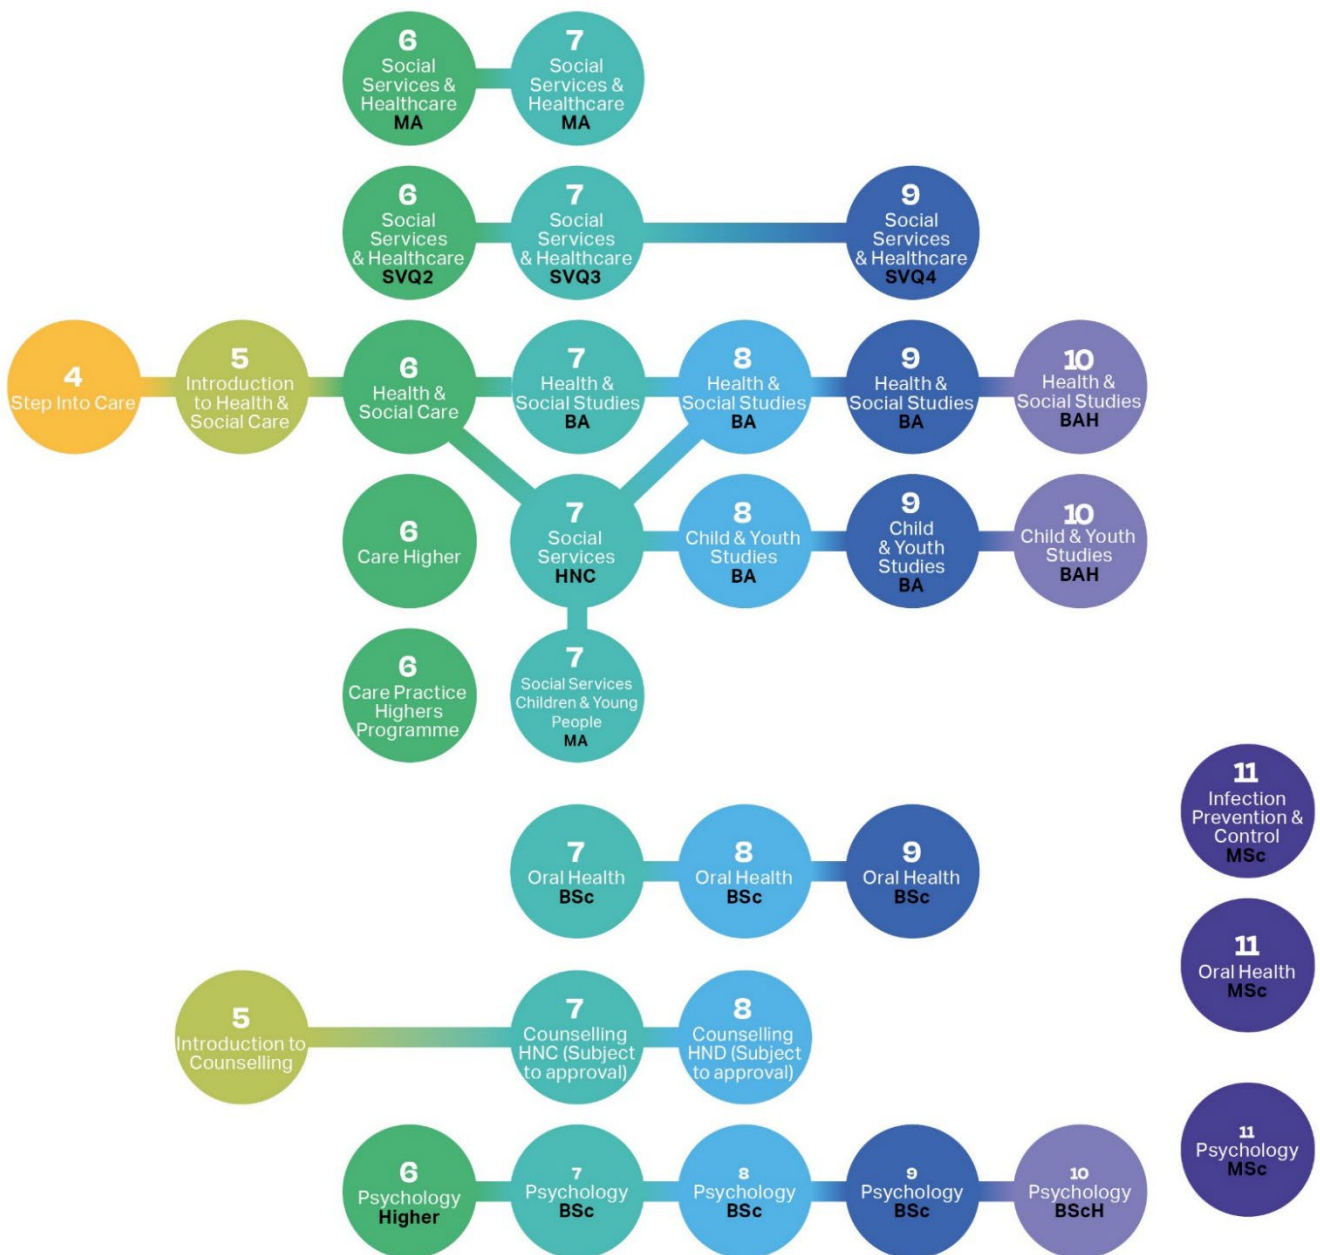 6
Social
Services &
Healthcare
MA
7
Social
Services &
Healthcare
MA
6
Social
Services
& Healthcare
SVQ2
7
Social
Services
& Healthcare
SVQ3
9
Social
Services
& Healthcare
SVQ4
4
Step Into Care
5
Introduction
to Health &
Social Care
6
Health &
Social Care
7
Health &
Social Studies
BA
8
Health &
Social Studies
BA
9
Health &
Social Studies
BA
10
Health &
Social Studies
BAH
6
Care Higher
7
Social
Services
HNC
8
Child & Youth
Studies
BA
9
Child
& Youth
Studies
BA
10
Child & Youth
Studies
BAH
6
Care Practice
Highers
Programme
7
Social Services
Children & Young
People
MA
11
Infection
Prevention &
Control
MSc
7
Oral Health
BSc
8
Oral Health
BSc
9
Oral Health
BSc
11
Oral Health
MSc
5
Introduction to
Counselling
7
Counselling
HNC (Subject
to approval)
8
Counselling
HND (Subject
to approval)
11
Psychology
MSc
6
Psychology
Higher
7
Psychology
BSc
8
Psychology
BSc
9
Psychology
BSc
10
Psychology
BScH